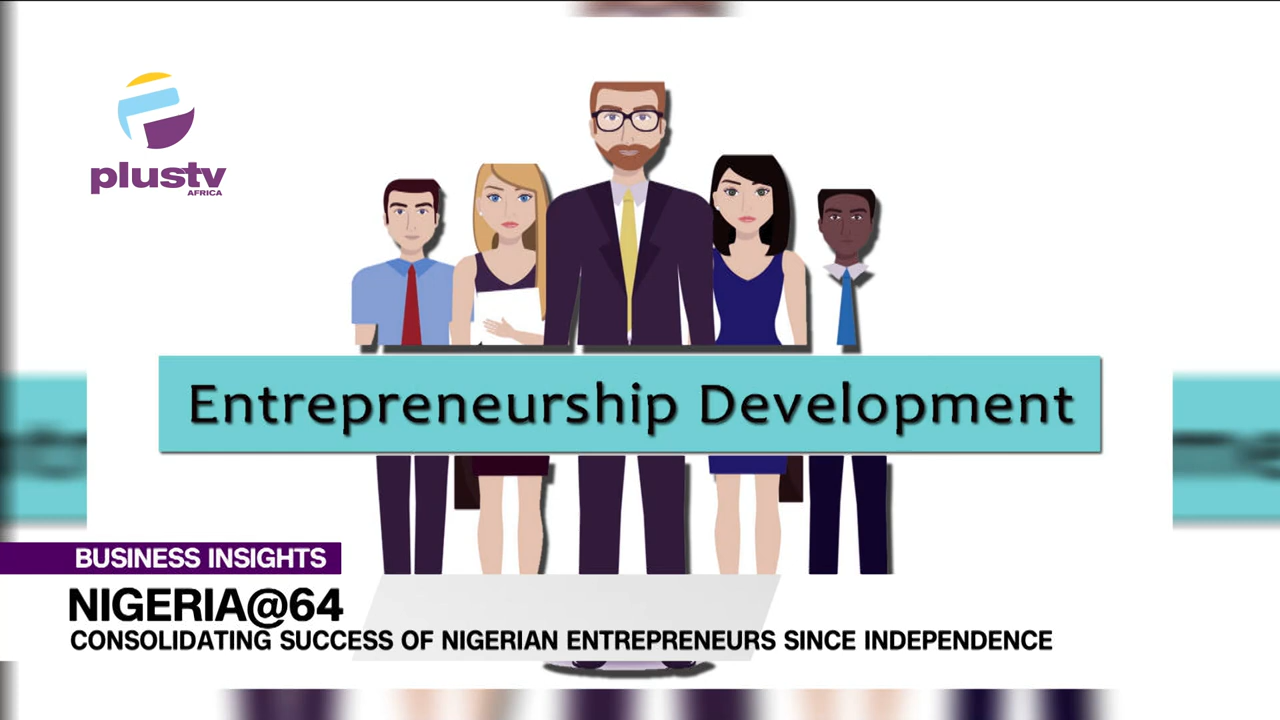 plustv
AFRICA
Entrepreneurship Development
BUSINESS INSIGHTS
NIGERIA@64
CONSOLIDATING SUCCESS OF NIGERIAN ENTREPRENEURS SINCE INDEPENDENCE